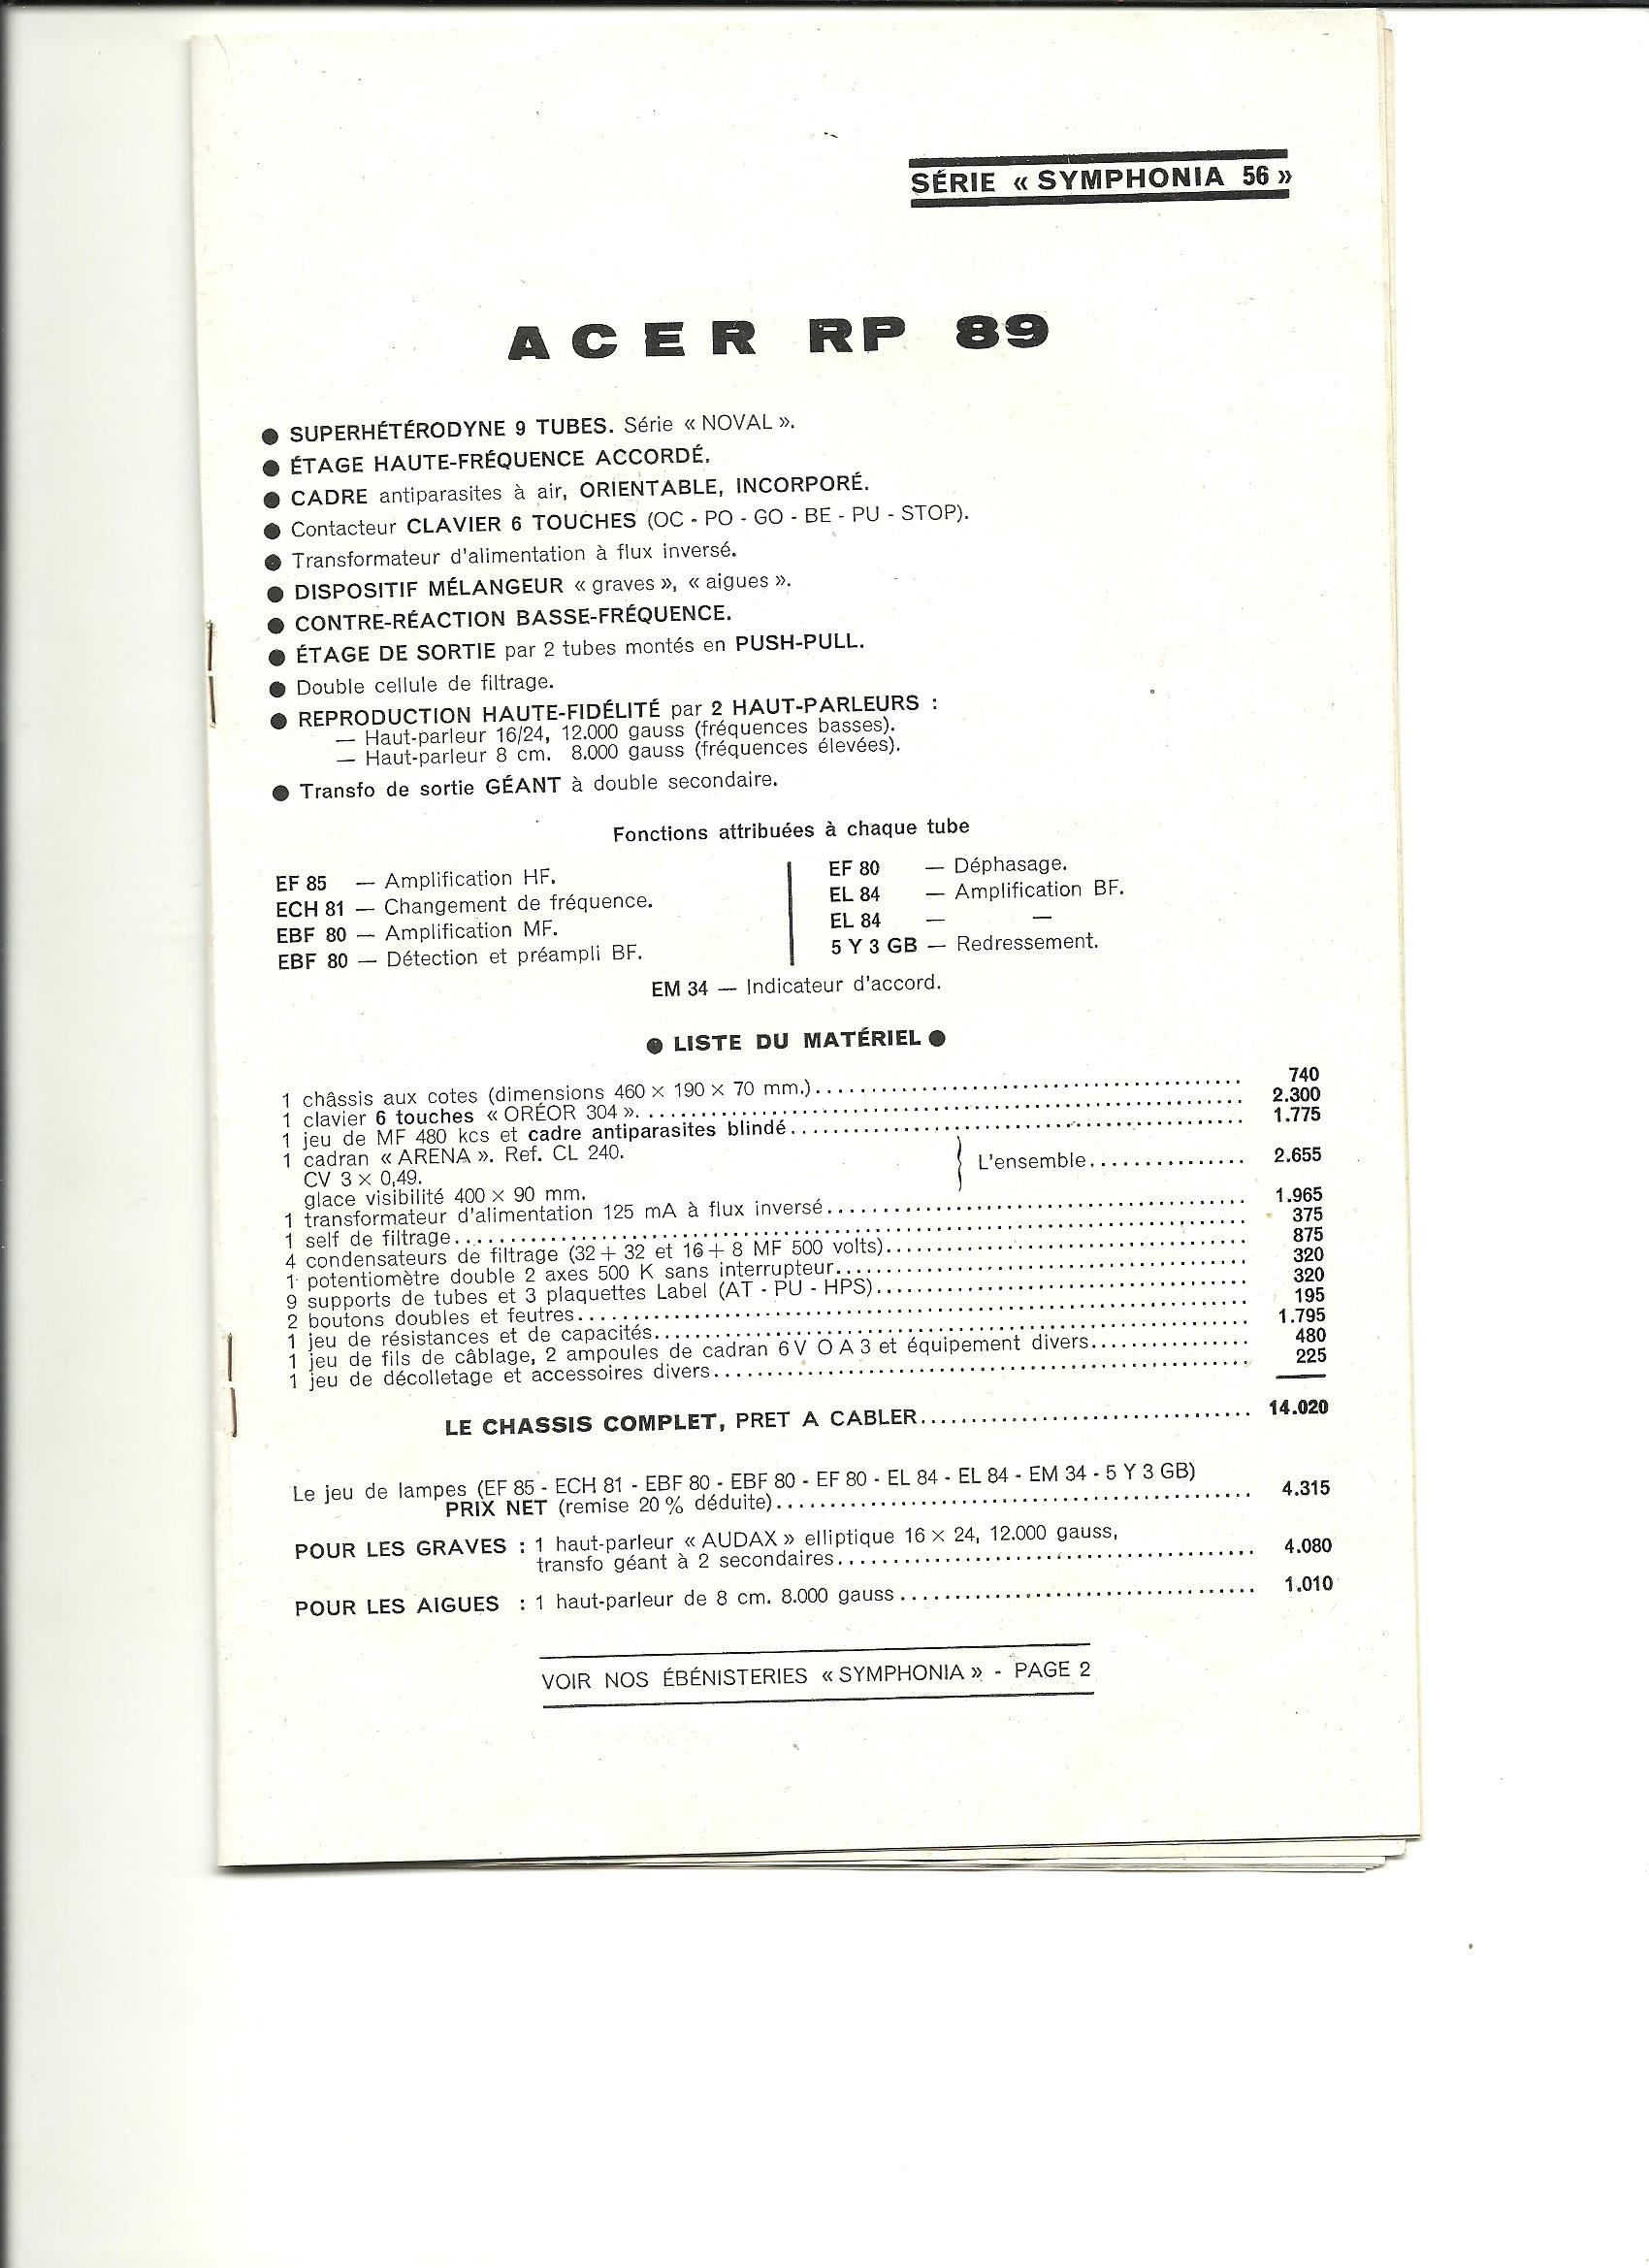 SÉRIE « SYMPHONIA 56 »
ACER RP 89
● SUPERHÉTÉRODYNE 9 TUBES. Série « NOVAL ».
● ÉTAGE HAUTE-FRÉQUENCE ACCORDÉ.
● CADRE antiparasites à air, ORIENTABLE, INCORPORÉ.
● Contacteur CLAVIER 6 TOUCHES (OC - PO - GO - BE - PU - STOP).
● Transformateur d'alimentation à flux inversé.
● DISPOSITIF MÉLANGEUR « graves », « aigues ».
● CONTRE-RÉACTION BASSE-FRÉQUENCE.
● ÉTAGE DE SORTIE par 2 tubes montés en PUSH-PULL.
● Double cellule de filtrage.
● REPRODUCTION HAUTE-FIDÉLITÉ par 2 HAUT-PARLEURS :
— Haut-parleur 16/24, 12.000 gauss (fréquences basses).
— Haut-parleur 8 cm. 8.000 gauss (fréquences élevées).
● Transfo de sortie GÉANT à double secondaire.
Fonctions attribuées à chaque tube
EF 85 — Amplification HF.
ECH 81 — Changement de fréquence.
EBF 80 — Amplification MF.
EBF 80 — Détection et préampli BF.
EF 80 — Déphasage.
EL 84 — Amplification BF.
EL 84 — —
5 Y 3 GB — Redressement.
EM 34 — Indicateur d'accord.
● LISTE DU MATÉRIEL ●
1 châssis aux cotes (dimensions 460 × 190 × 70 mm.) 740
1 clavier 6 touches « ORÉOR 304 ». 2.300
1 jeu de MF 480 kcs et cadre antiparasites blindé 1.775
1 cadran « ARENA ». Ref. CL 240.
CV 3 × 0,49. L'ensemble 2.655
glace visibilité 400 × 90 mm.
1 transformateur d'alimentation 125 mA à flux inversé 1.965
1 self de filtrage 375
4 condensateurs de filtrage (32 + 32 et 16 + 8 MF 500 volts) 875
1 potentiomètre double 2 axes 500 K sans interrupteur 320
9 supports de tubes et 3 plaquettes Label (AT - PU - HPS) 320
2 boutons doubles et feutres 195
1 jeu de résistances et de capacités 1.795
1 jeu de fils de câblage, 2 ampoules de cadran 6 V O A 3 et équipement divers 480
1 jeu de décolletage et accessoires divers 225
LE CHASSIS COMPLET, PRET A CABLER 14.020
Le jeu de lampes (EF 85 - ECH 81 - EBF 80 - EBF 80 - EF 80 - EL 84 - EL 84 - EM 34 - 5 Y 3 GB)
PRIX NET (remise 20 % déduite) 4.315
POUR LES GRAVES : 1 haut-parleur « AUDAX » elliptique 16 × 24, 12.000 gauss,
transfo géant à 2 secondaires 4.080
POUR LES AIGUES : 1 haut-parleur de 8 cm. 8.000 gauss 1.010
VOIR NOS ÉBÉNISTERIES « SYMPHONIA » - PAGE 2